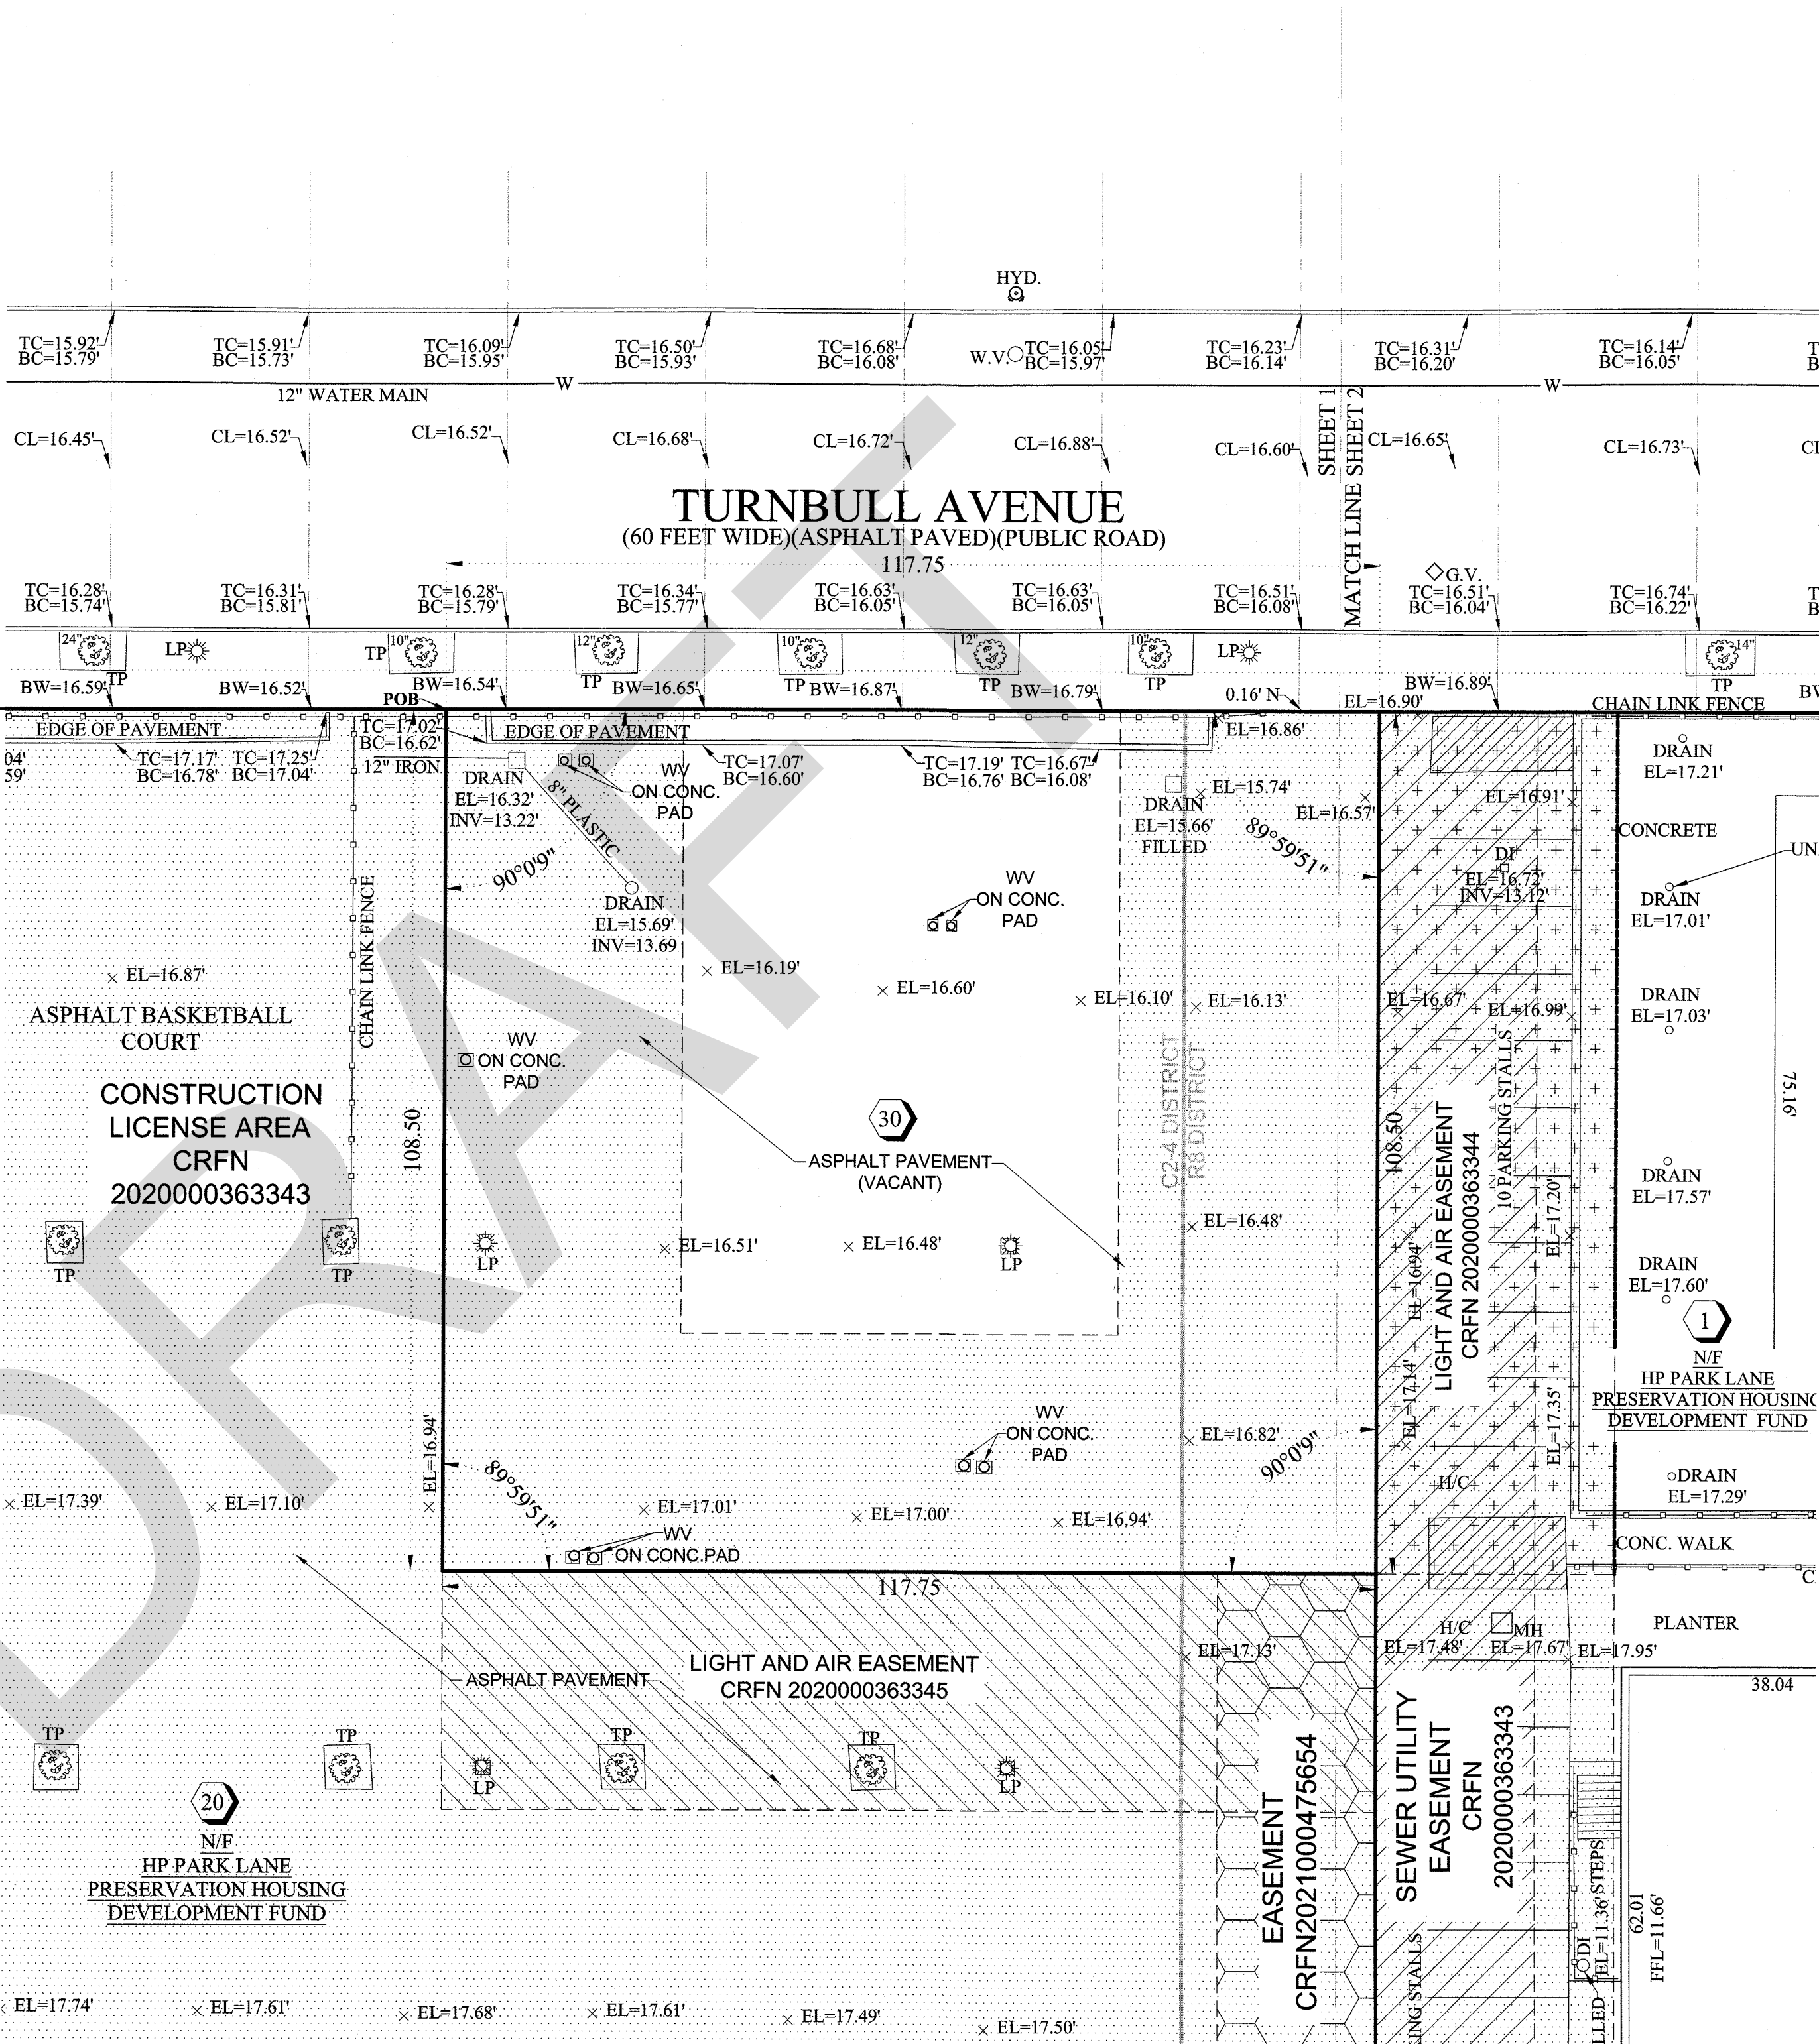 HYD.
TC=15.92'
BC=15.79'
TC=15.91'
BC=15.73'
TC=16.09'
BC=15.95'
TC=16.50'
BC=15.93'
TC=16.68'
BC=16.08'
W.V.
TC=16.05'
BC=15.97'
TC=16.23'
BC=16.14'
TC=16.31'
BC=16.20'
TC=16.14'
BC=16.05'
W
W
12" WATER MAIN
CL=16.45'
CL=16.52'
CL=16.52'
CL=16.68'
CL=16.72'
CL=16.88'
CL=16.60'
SHEET 1
MATCH LINE SHEET 2
CL=16.65'
CL=16.73'
TURNBULL AVENUE
(60 FEET WIDE)(ASPHALT PAVED)(PUBLIC ROAD)
117.75
G.V.
TC=16.28'
BC=15.74'
TC=16.31'
BC=15.81'
TC=16.28'
BC=15.79'
TC=16.34'
BC=15.77'
TC=16.63'
BC=16.05'
TC=16.63'
BC=16.05'
TC=16.51'
BC=16.08'
TC=16.51'
BC=16.04'
TC=16.74'
BC=16.22'
24"
TP
LP
TP
10"
12"
TP
10"
TP
12"
TP
10"
TP
LP
14"
TP
BW=16.59'
BW=16.52'
BW=16.54'
BW=16.65'
BW=16.87'
BW=16.79'
0.16' N
EL=16.90'
BW=16.89'
CHAIN LINK FENCE
POB
EDGE OF PAVEMENT
TC=17.02'
BC=16.62'
EDGE OF PAVEMENT
EL=16.86'
TC=17.17'
BC=16.78'
TC=17.25'
BC=17.04'
12" IRON
DRAIN
EL=16.32'
INV=13.22'
8" PLASTIC
WV
ON CONC.
PAD
TC=17.07'
BC=16.60'
TC=17.19'
BC=16.76'
TC=16.67'
BC=16.08'
DRAIN
EL=15.66'
FILLED
EL=15.74'
EL=16.57'
89°59'51"
EL=16.91'
DRAIN
EL=17.21'
CONCRETE
90°0'9"
DRAIN
EL=15.69'
INV=13.69
WV
ON CONC.
PAD
DI
EL=16.72'
INV=13.12'
DRAIN
EL=17.01'
CHAIN LINK FENCE
EL=16.87'
EL=16.19'
EL=16.60'
EL=16.10'
EL=16.13'
EL=16.67'
EL=16.99'
DRAIN
EL=17.03'
ASPHALT BASKETBALL
COURT
WV
ON CONC.
PAD
C2-4 DISTRICT
R8 DISTRICT
75.16'
CONSTRUCTION
LICENSE AREA
CRFN
2020000363343
108.50
30
ASPHALT PAVEMENT
(VACANT)
108.50
LIGHT AND AIR EASEMENT
CRFN 2020000363344
10 PARKING STALLS
EL=17.20'
DRAIN
EL=17.57'
TP
TP
LP
EL=16.51'
EL=16.48'
LP
EL=16.48'
EL=16.94'
DRAIN
EL=17.60'
1
N/F
HP PARK LANE
PRESERVATION HOUSING
DEVELOPMENT FUND
EL=16.94'
WV
ON CONC.
PAD
EL=16.82'
90°0'9"
EL=17.14'
EL=17.35'
H/C
DRAIN
EL=17.29'
EL=17.39'
EL=17.10'
89°59'51"
EL=17.01'
EL=17.00'
EL=16.94'
WV
ON CONC.PAD
CONC. WALK
117.75
PLANTER
H/C
MH
EL=17.13'
EL=17.48'
EL=17.67'
EL=17.95'
LIGHT AND AIR EASEMENT
CRFN 2020000363345
ASPHALT PAVEMENT
38.04
TP
TP
LP
TP
TP
LP
20
N/F
HP PARK LANE
PRESERVATION HOUSING
DEVELOPMENT FUND
EASEMENT
CRFN2021000475654
SEWER UTILITY
EASEMENT
CRFN
2020000363343
STEPS
DI
EL=11.36'
62.01
FFL=11.66'
EL=17.74'
EL=17.61'
EL=17.68'
EL=17.61'
EL=17.49'
EL=17.50'
DRAFT